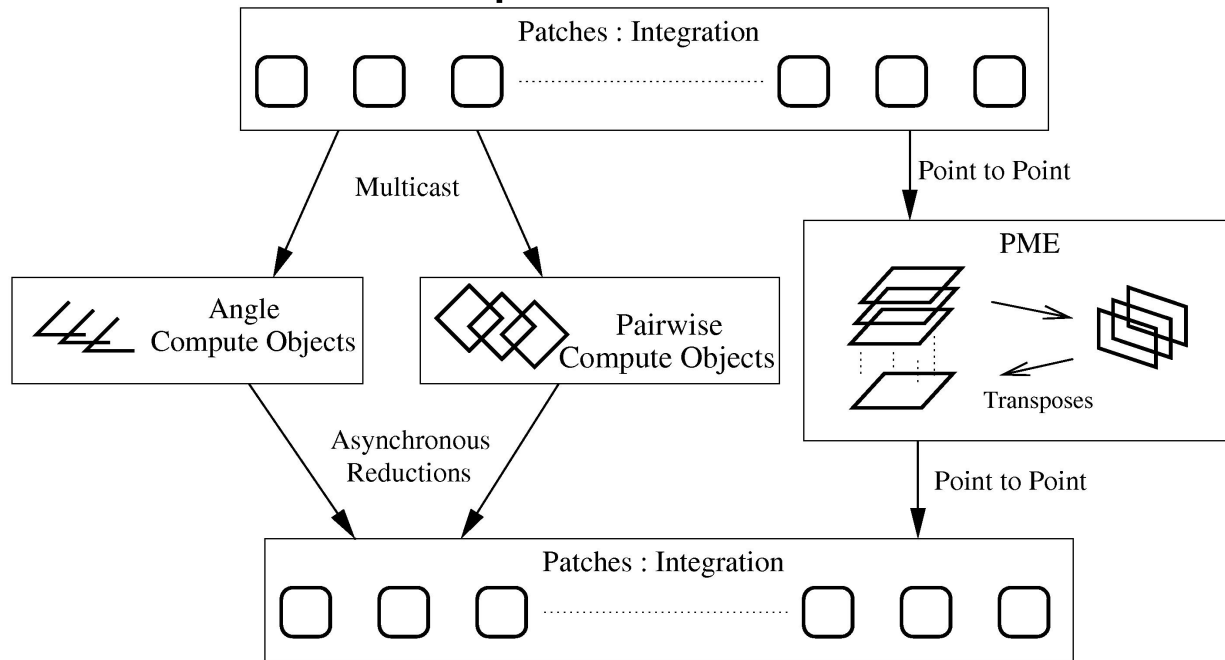 Patches : Integration
Multicast
Point to Point
PME
Angle
Compute Objects
Pairwise
Compute Objects
Transposes
Asynchronous
Reductions
Point to Point
Patches : Integration